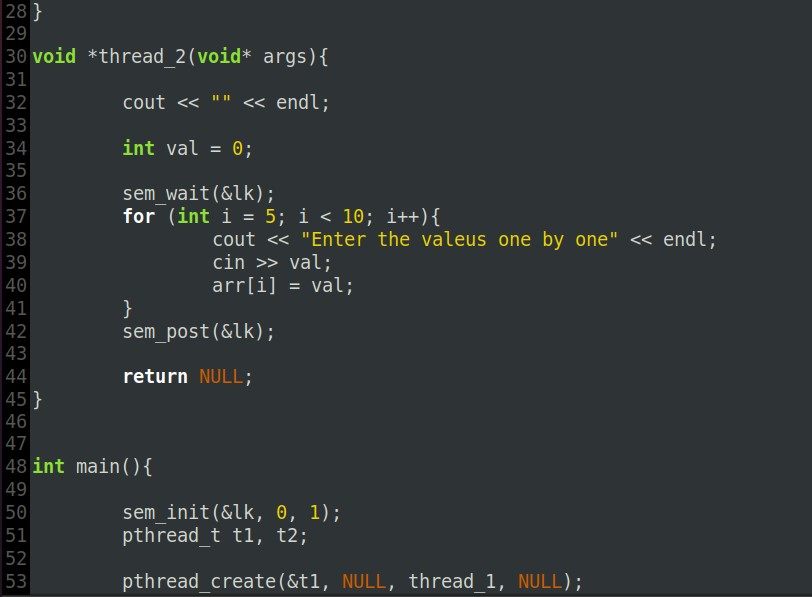 28 }
29
30 void *thread_2(void* args){
31
32 cout << "" << endl;
33
34 int val = 0;
35
36 sem_wait(&lk);
37 for (int i = 5; i < 10; i++){
38 cout << "Enter the valeus one by one" << endl;
39 cin >> val;
40 arr[i] = val;
41 }
42 sem_post(&lk);
43
44 return NULL;
45 }
46
47
48 int main(){
49
50 sem_init(&lk, 0, 1);
51 pthread_t t1, t2;
52
53 pthread_create(&t1, NULL, thread_1, NULL);